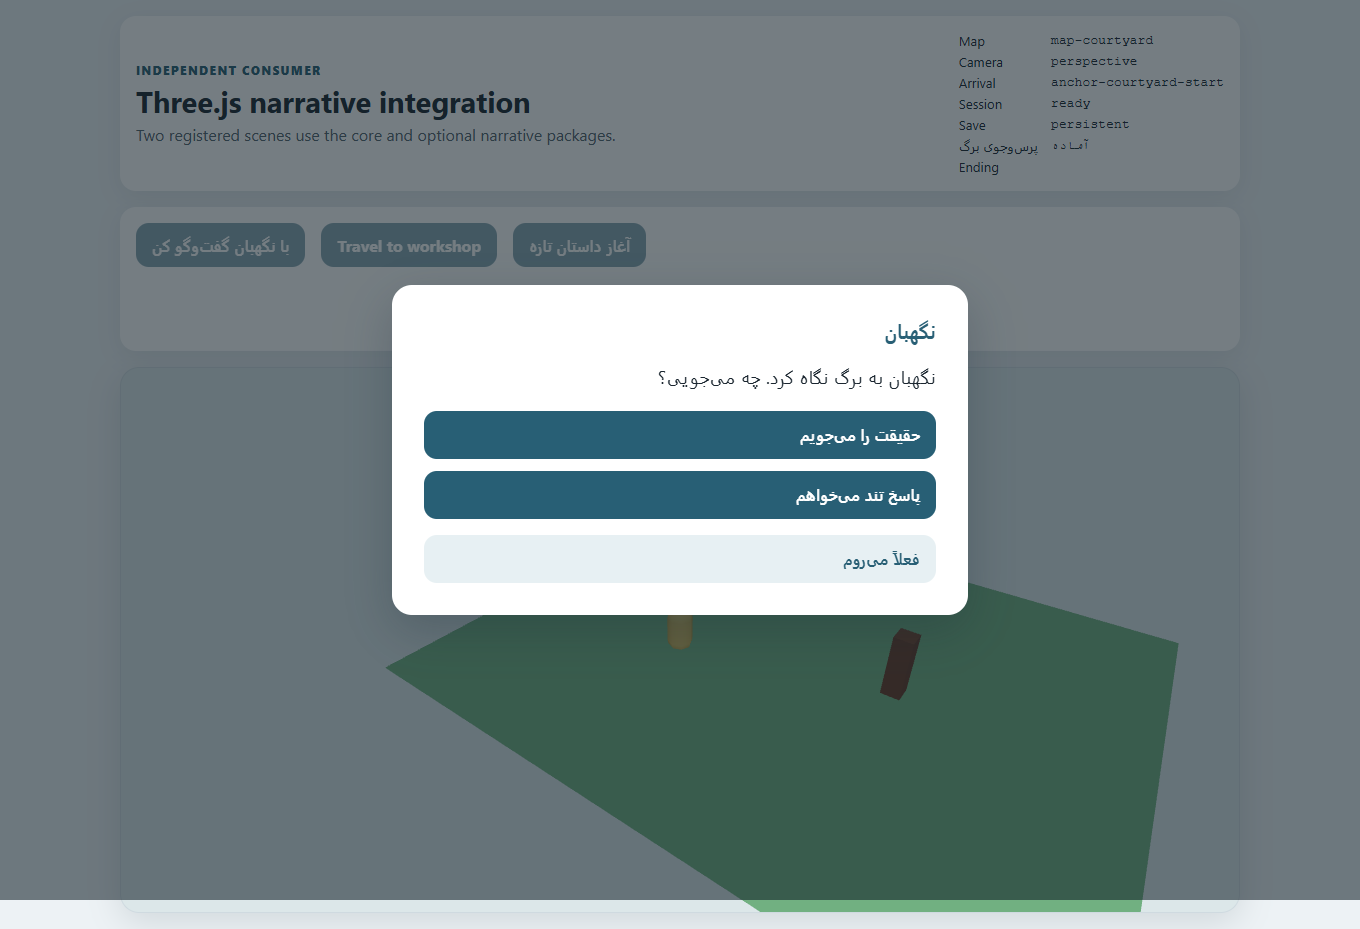 INDEPENDENT CONSUMER
Three.js narrative integration
Two registered scenes use the core and optional narrative packages.
Map map-courtyard
Camera perspective
Arrival anchor-courtyard-start
Session ready
Save persistent
پرس‌وجوی برگ آماده
Ending
با نگهبان گفت‌وگو کن
Travel to workshop
آغاز داستان تازه
نگهبان
نگهبان به برگ نگاه کرد. چه می‌جویی؟
حقیقت را می‌جویم
پاسخ تند می‌خواهم
فعلاً می‌روم